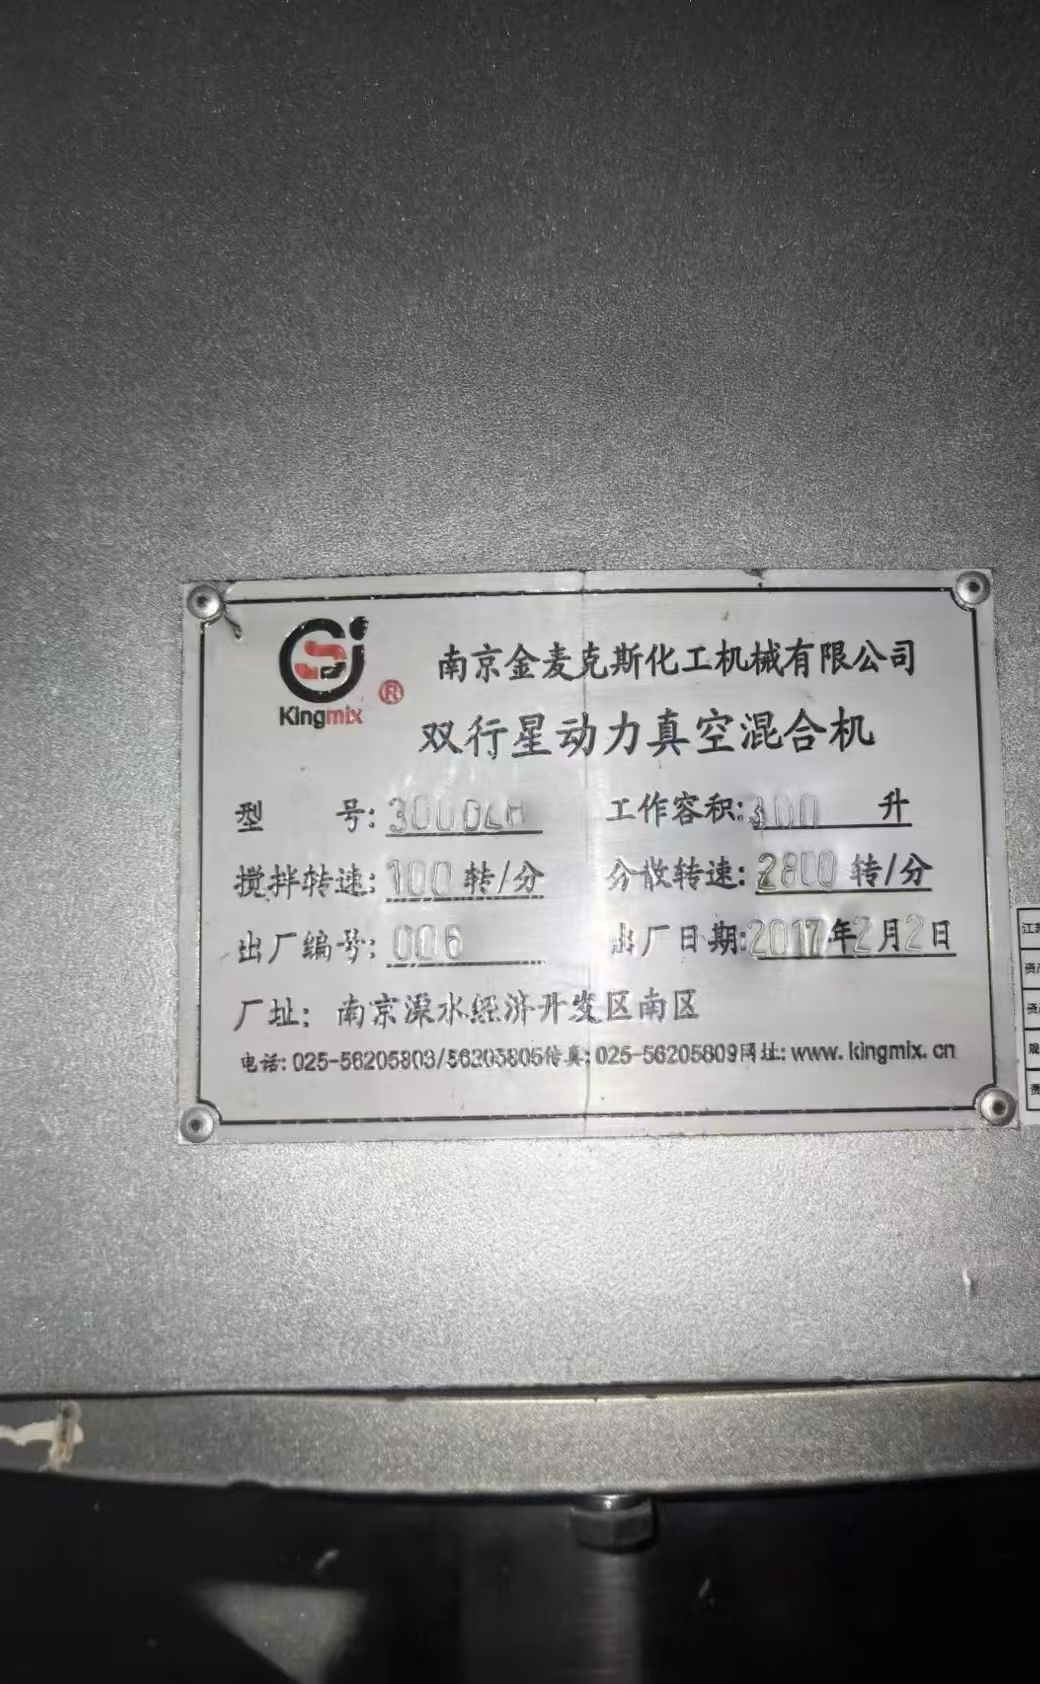 Kingmix
®
南京金麦克斯化工机械有限公司
双行星动力真空混合机
型 号: 工作容积:300 升
搅拌转速:100 转/分 分散转速:2800 转/分
出厂编号:006 出厂日期:2017年2月2日
厂址: 南京溧水经济开发区南区
电话:025-56205803/56205805传真:025-56205809网址:www.kingmix.cn